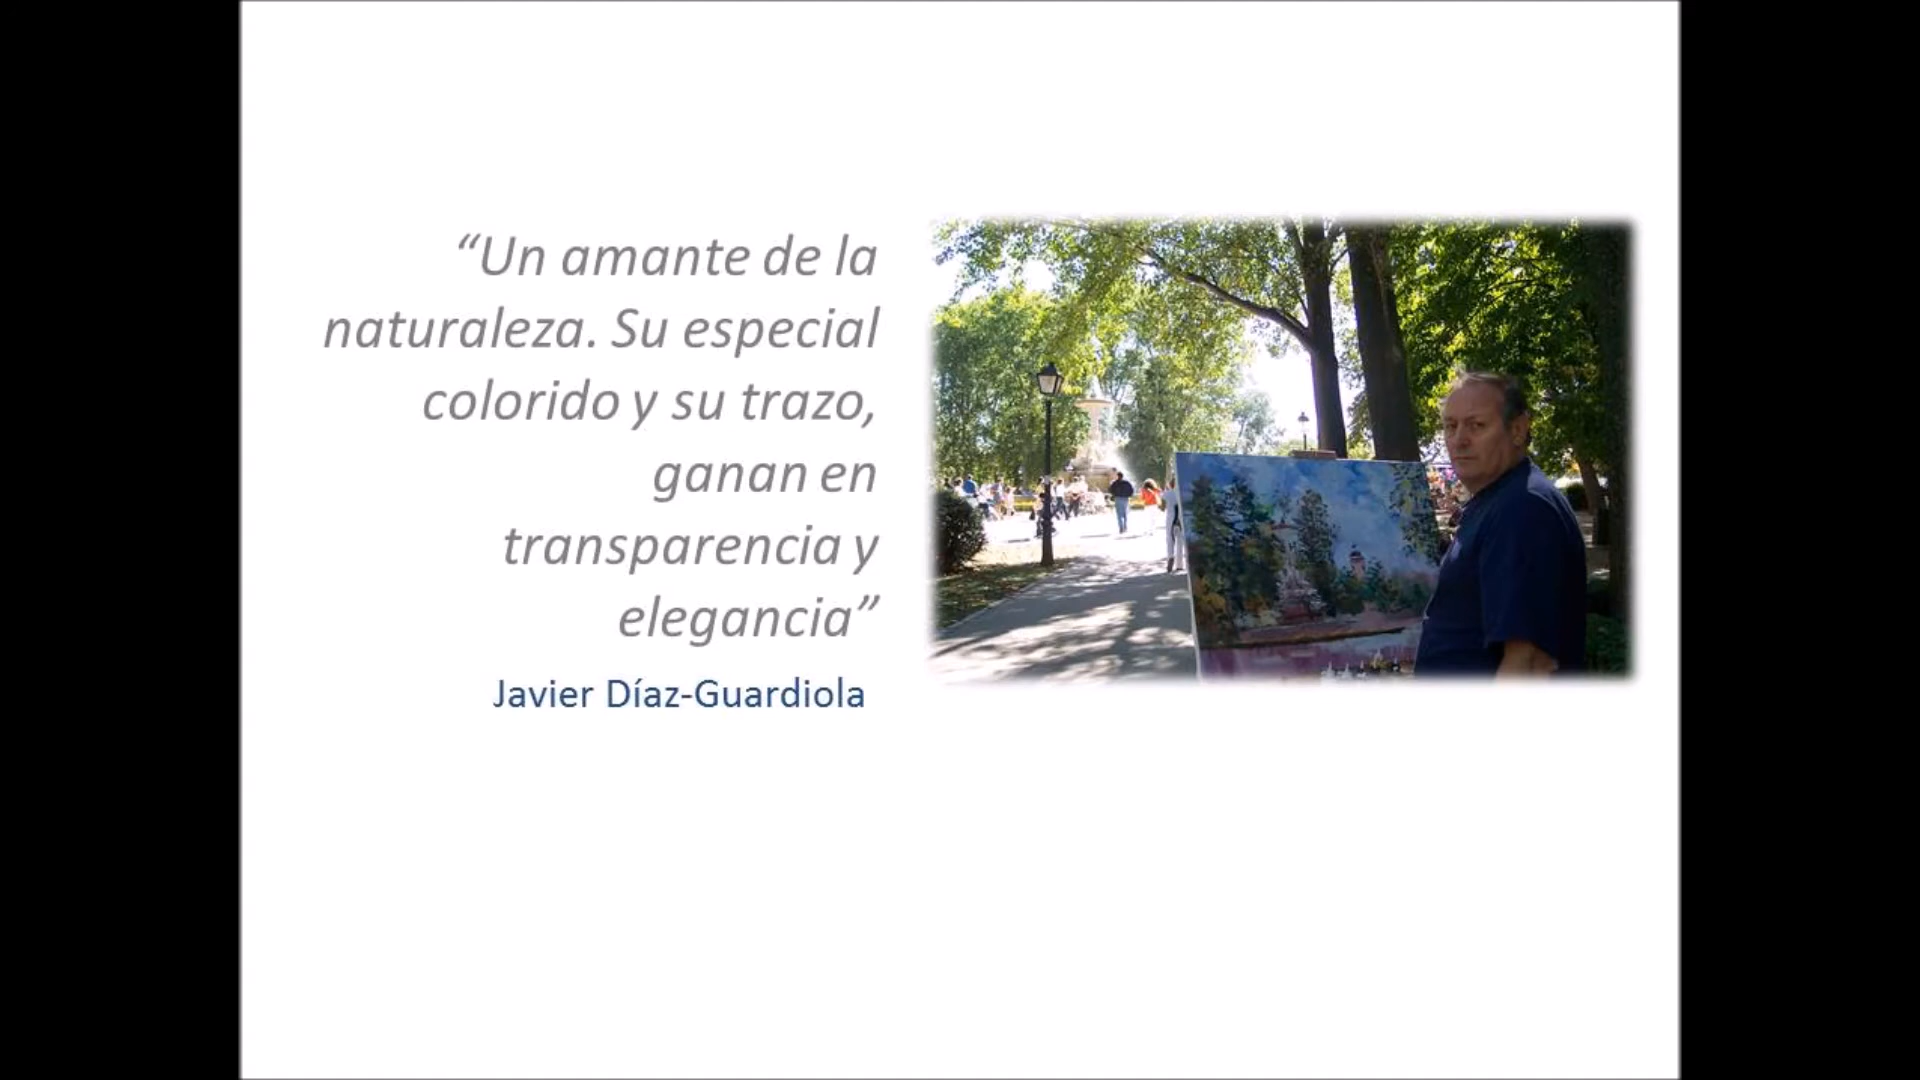 “Un amante de la
naturaleza. Su especial
colorido y su trazo,
ganan en
transparencia y
elegancia”
Javier Díaz-Guardiola